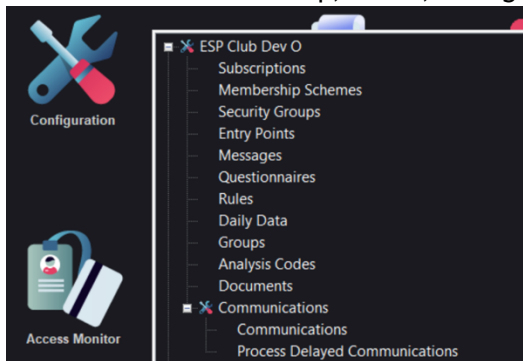 ESP Club Dev O
Subscriptions
Membership Schemes
Security Groups
Entry Points
Messages
Questionnaires
Rules
Daily Data
Groups
Analysis Codes
Documents
Communications
Communications
Process Delayed Communications
Configuration
Access Monitor